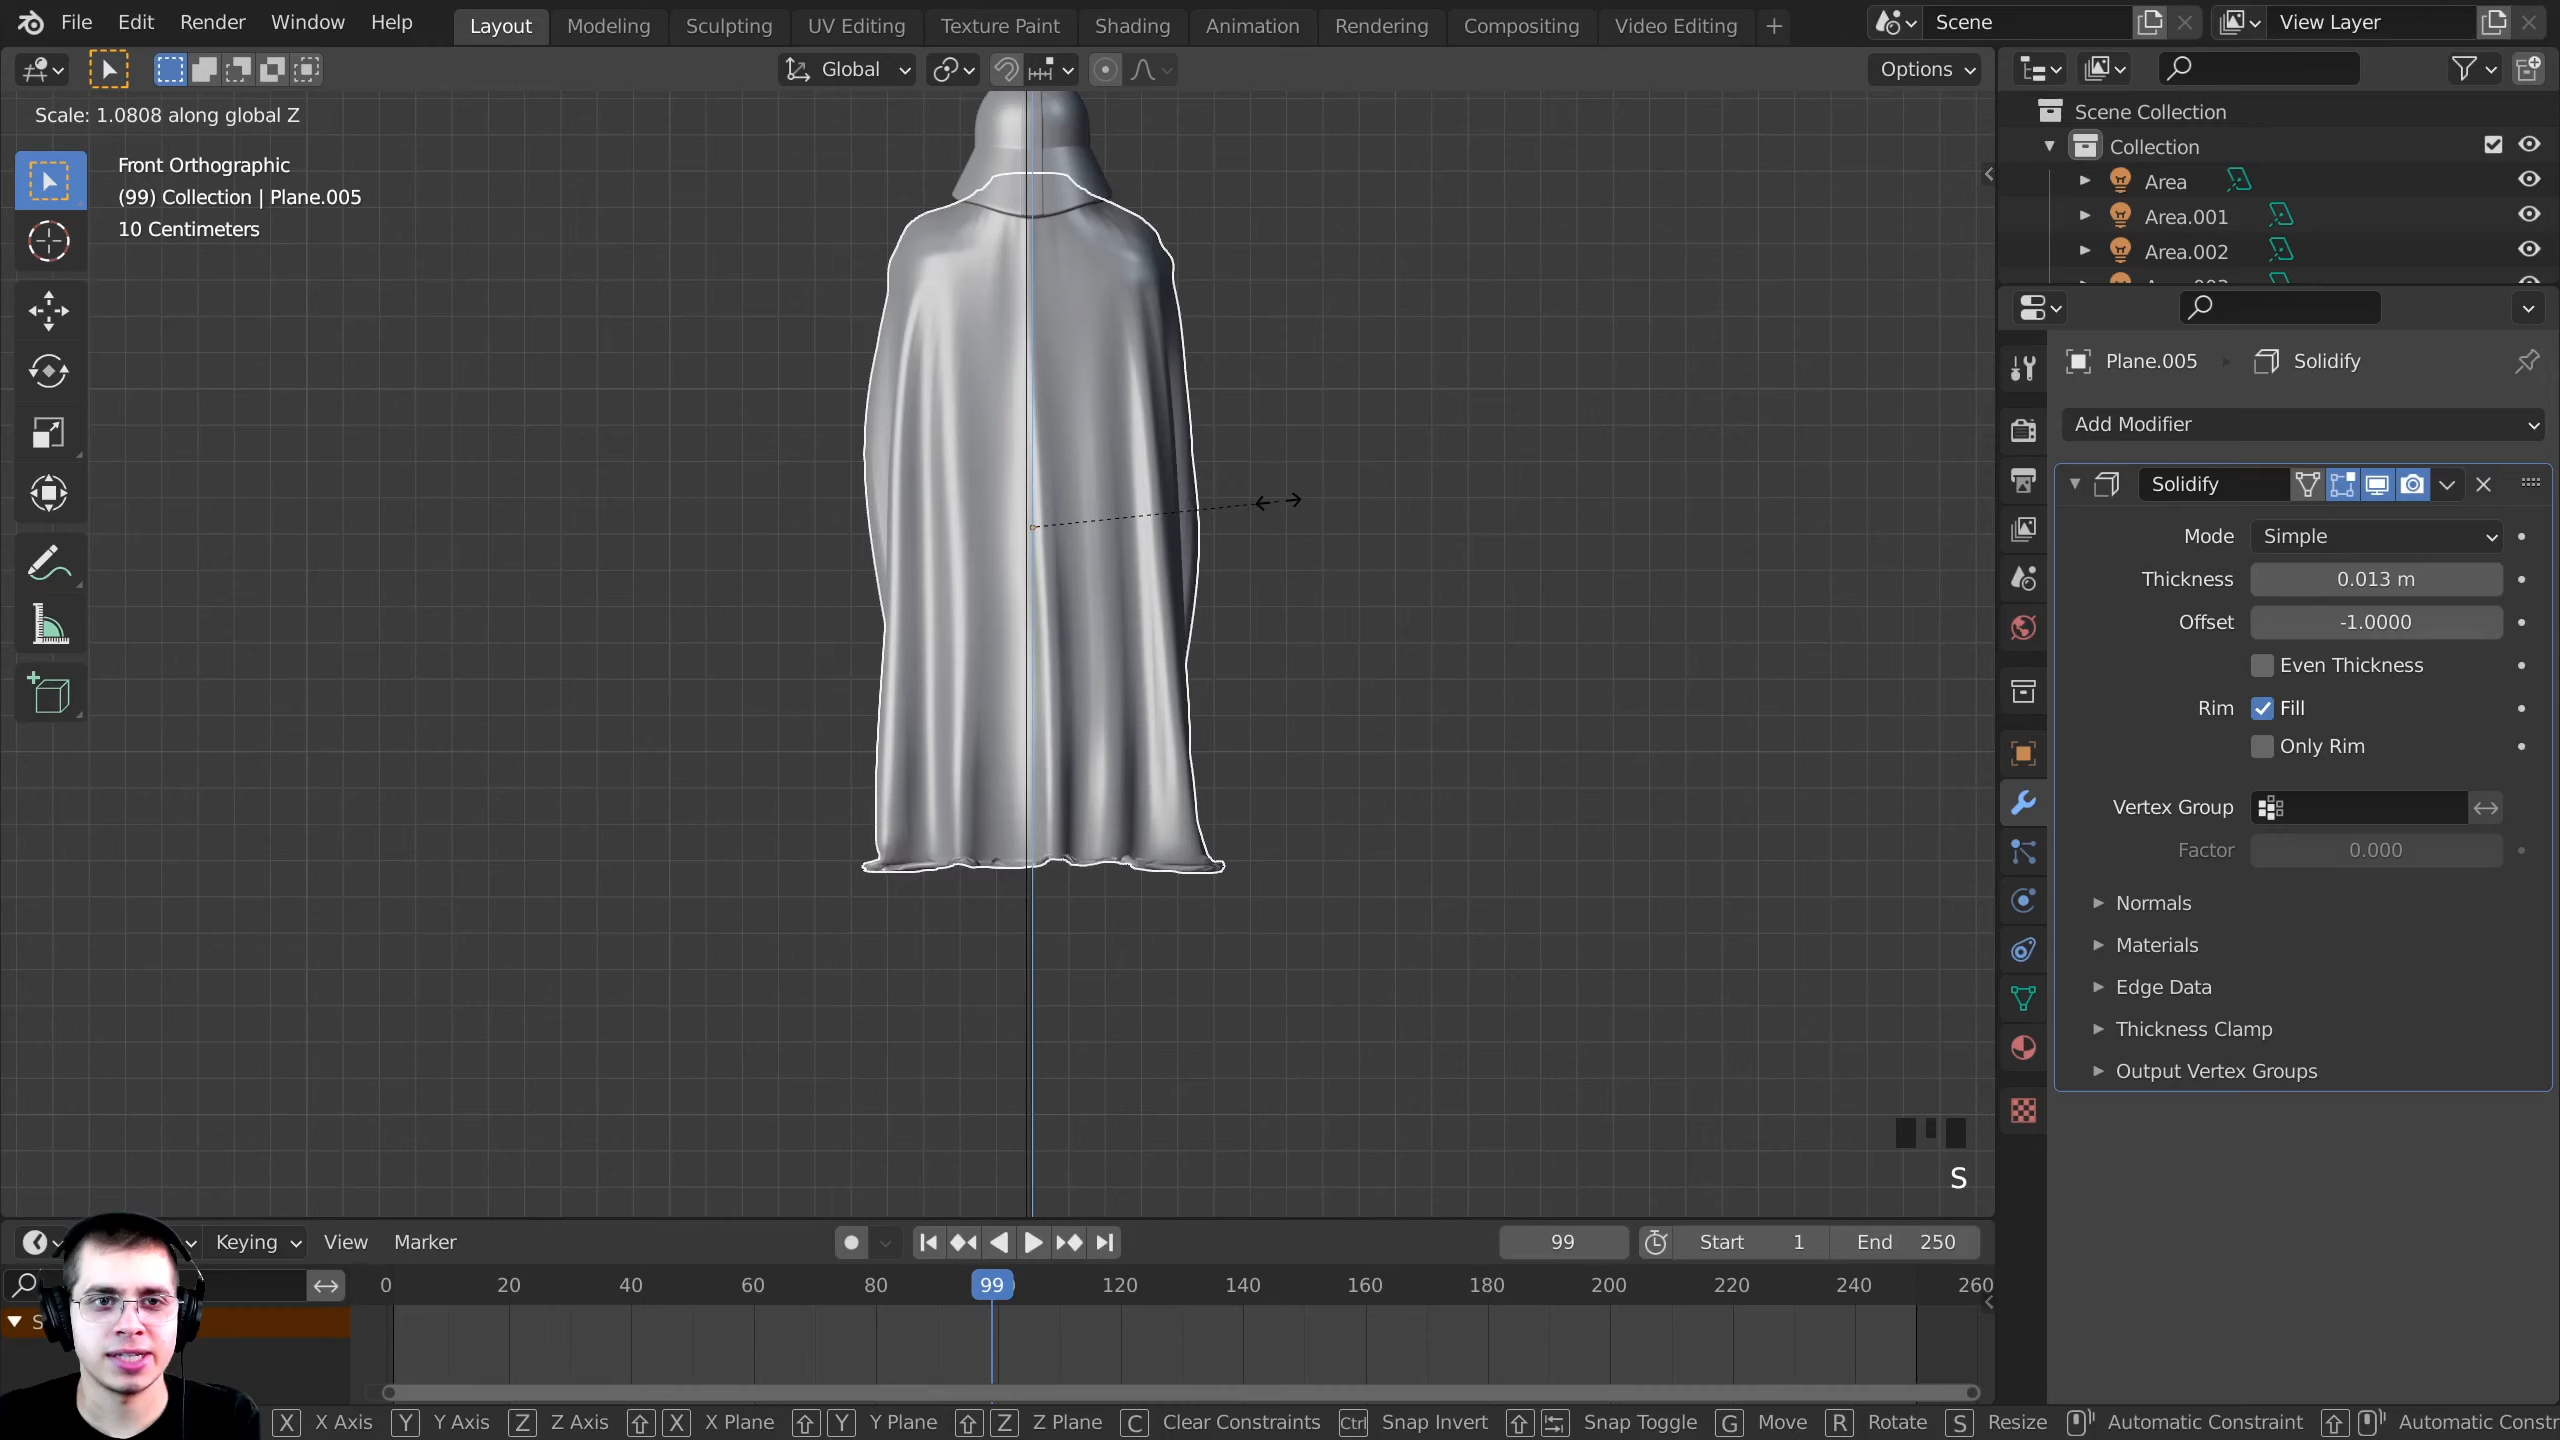 File Edit Render Window Help Layout Modeling Sculpting UV Editing Texture Paint Shading Animation Rendering Compositing Video Editing Scene View Layer
Global Options
Scale: 1.0808 along global Z
Front Orthographic
(99) Collection | Plane.005
10 Centimeters
Scene Collection
Collection
Area
Area.001
Area.002
Plane.005 Solidify
Add Modifier
Solidify
Mode Simple
Thickness 0.013 m
Offset -1.0000
Even Thickness
Rim Fill
Only Rim
Vertex Group
Factor 0.000
Normals
Materials
Edge Data
Thickness Clamp
Output Vertex Groups
S
Keying View Marker 99 Start 1 End 250
0 20 40 60 80 99 120 140 160 180 200 220 240 260
S
X X Axis Y Y Axis Z Z Axis X X Plane Y Y Plane Z Z Plane C Clear Constraints Ctrl Snap Invert Snap Toggle G Move R Rotate S Resize Automatic Constraint Automatic Constr